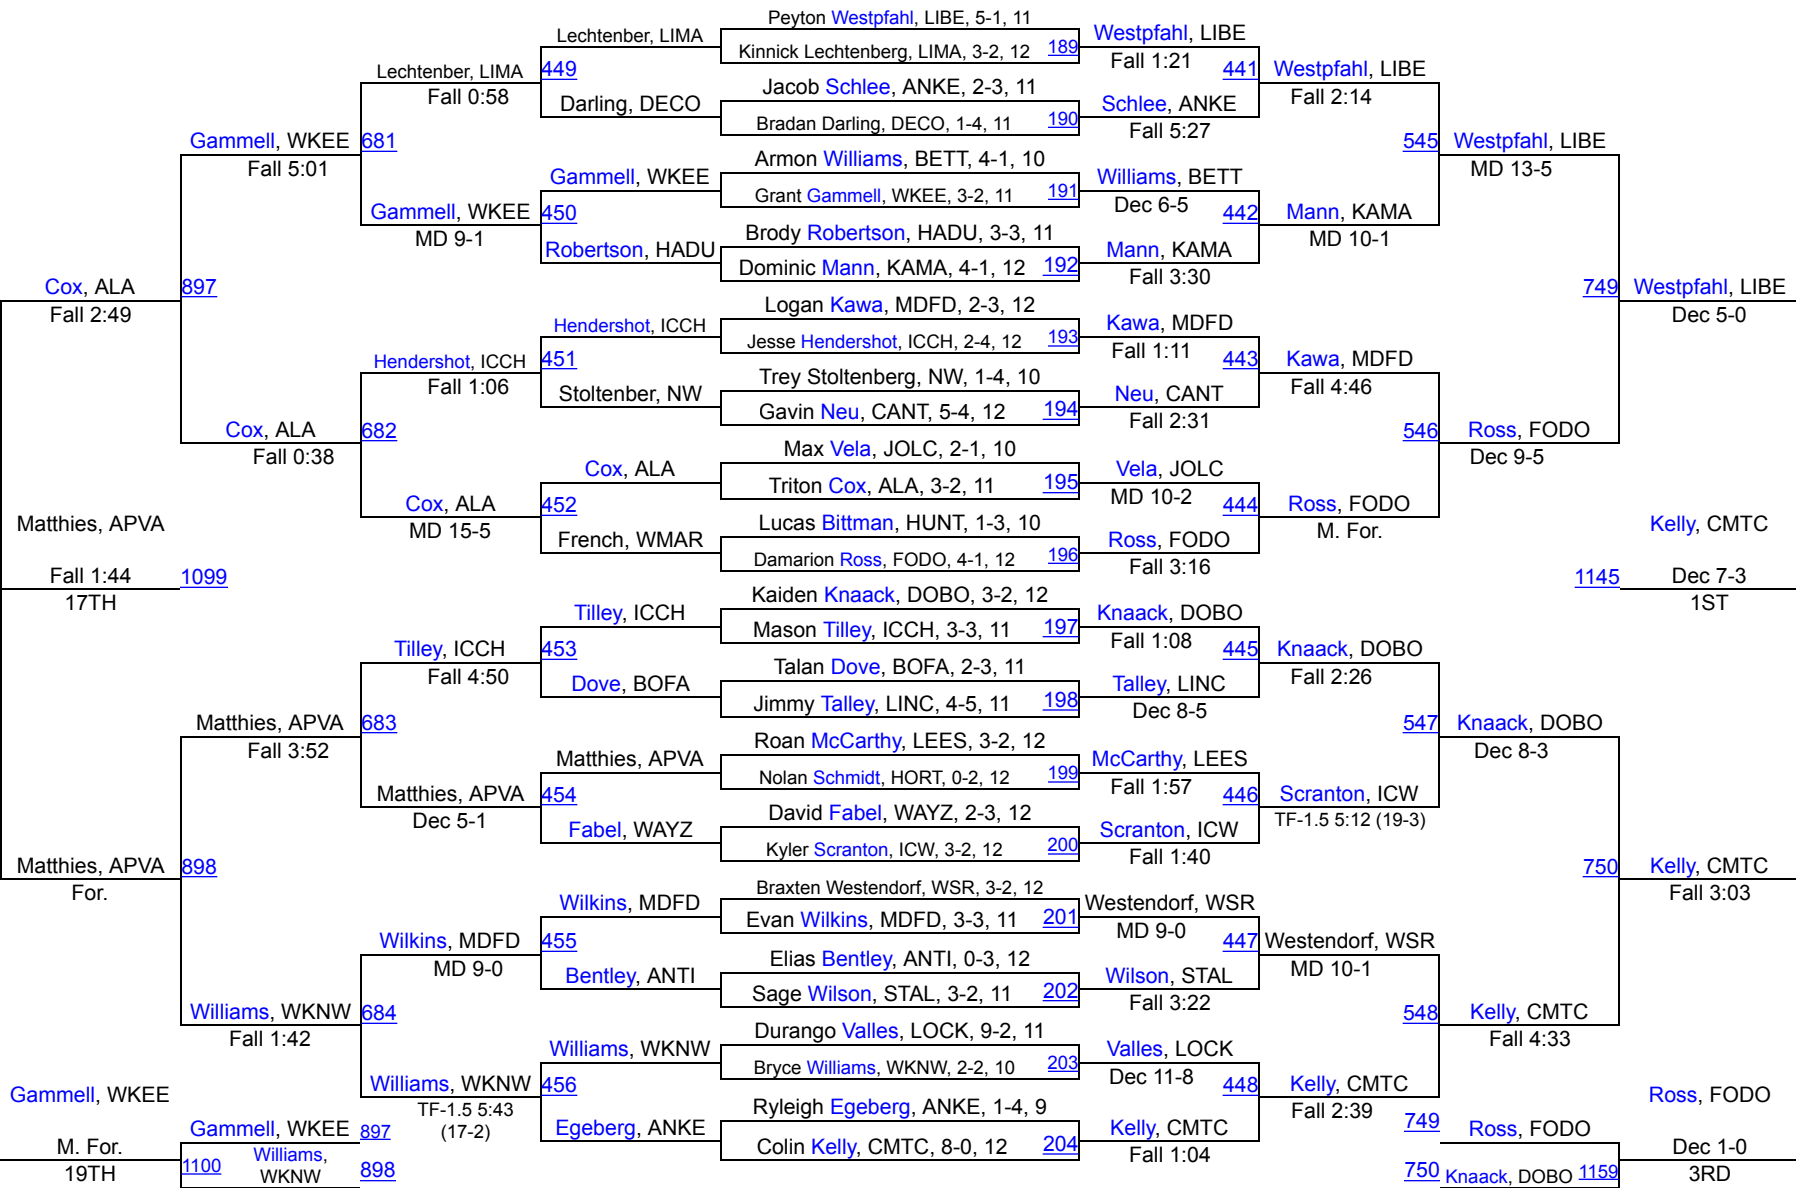 Peyton Westpfahl, LIBE, 5-1, 11
Lechtenber, LIMA
Westpfahl, LIBE
Kinnick Lechtenberg, LIMA, 3-2, 12 189
Fall 1:21
Lechtenber, LIMA
449
441
Westpfahl, LIBE
Fall 0:58
Jacob Schlee, ANKE, 2-3, 11
Fall 2:14
Darling, DECO
Schlee, ANKE
Bradan Darling, DECO, 1-4, 11 190
Fall 5:27
Gammell, WKEE
681
545
Westpfahl, LIBE
Fall 5:01
Armon Williams, BETT, 4-1, 10
MD 13-5
Gammell, WKEE
Williams, BETT
Grant Gammell, WKEE, 3-2, 11 191
Dec 6-5
Gammell, WKEE
450
442
Mann, KAMA
MD 9-1
Brody Robertson, HADU, 3-3, 11
MD 10-1
Robertson, HADU
Mann, KAMA
Dominic Mann, KAMA, 4-1, 12 192
Fall 3:30
Cox, ALA
897
749
Westpfahl, LIBE
Fall 2:49
Logan Kawa, MDFD, 2-3, 12
Dec 5-0
Hendershot, ICCH
Kawa, MDFD
Jesse Hendershot, ICCH, 2-4, 12 193
Fall 1:11
Hendershot, ICCH
451
443
Kawa, MDFD
Fall 1:06
Trey Stoltenberg, NW, 1-4, 10
Fall 4:46
Stoltenber, NW
Neu, CANT
Gavin Neu, CANT, 5-4, 12 194
Fall 2:31
Cox, ALA
682
546
Ross, FODO
Fall 0:38
Max Vela, JOLC, 2-1, 10
Dec 9-5
Cox, ALA
Vela, JOLC
Triton Cox, ALA, 3-2, 11 195
MD 10-2
Cox, ALA
452
444
Ross, FODO
MD 15-5
Lucas Bittman, HUNT, 1-3, 10
M. For.
Matthies, APVA
Kelly, CMTC
French, WMAR
Ross, FODO
Damarion Ross, FODO, 4-1, 12 196
Fall 3:16
Fall 1:44
1099
1145
Dec 7-3
17TH
1ST
Kaiden Knaack, DOBO, 3-2, 12
Tilley, ICCH
Knaack, DOBO
Mason Tilley, ICCH, 3-3, 11 197
Fall 1:08
Tilley, ICCH
453
445
Knaack, DOBO
Fall 4:50
Talan Dove, BOFA, 2-3, 11
Fall 2:26
Dove, BOFA
Talley, LINC
Jimmy Talley, LINC, 4-5, 11 198
Dec 8-5
Matthies, APVA
683
547
Knaack, DOBO
Fall 3:52
Roan McCarthy, LEES, 3-2, 12
Dec 8-3
Matthies, APVA
McCarthy, LEES
Nolan Schmidt, HORT, 0-2, 12 199
Fall 1:57
Matthies, APVA
454
446
Scranton, ICW
Dec 5-1
David Fabel, WAYZ, 2-3, 12
TF-1.5 5:12 (19-3)
Fabel, WAYZ
Scranton, ICW
Kyler Scranton, ICW, 3-2, 12 200
Fall 1:40
Matthies, APVA
898
750
Kelly, CMTC
For.
Braxten Westendorf, WSR, 3-2, 12
Fall 3:03
Wilkins, MDFD
Westendorf, WSR
Evan Wilkins, MDFD, 3-3, 11 201
MD 9-0
Wilkins, MDFD
455
447
Westendorf, WSR
MD 9-0
Elias Bentley, ANTI, 0-3, 12
MD 10-1
Bentley, ANTI
Wilson, STAL
Sage Wilson, STAL, 3-2, 11 202
Fall 3:22
Williams, WKNW
684
548
Kelly, CMTC
Fall 1:42
Durango Valles, LOCK, 9-2, 11
Fall 4:33
Williams, WKNW
Valles, LOCK
Bryce Williams, WKNW, 2-2, 10 203
Dec 11-8
Williams, WKNW
456
448
Kelly, CMTC
Gammell, WKEE
TF-1.5 5:43
(17-2)
Ryleigh Egeberg, ANKE, 1-4, 9
Fall 2:39
Ross, FODO
Gammell, WKEE 897
Egeberg, ANKE
Kelly, CMTC
749
Ross, FODO
M. For.
Colin Kelly, CMTC, 8-0, 12 204
Fall 1:04
Dec 1-0
19TH
1100
Williams,
WKNW
898
750
Knaack, DOBO 1159
3RD